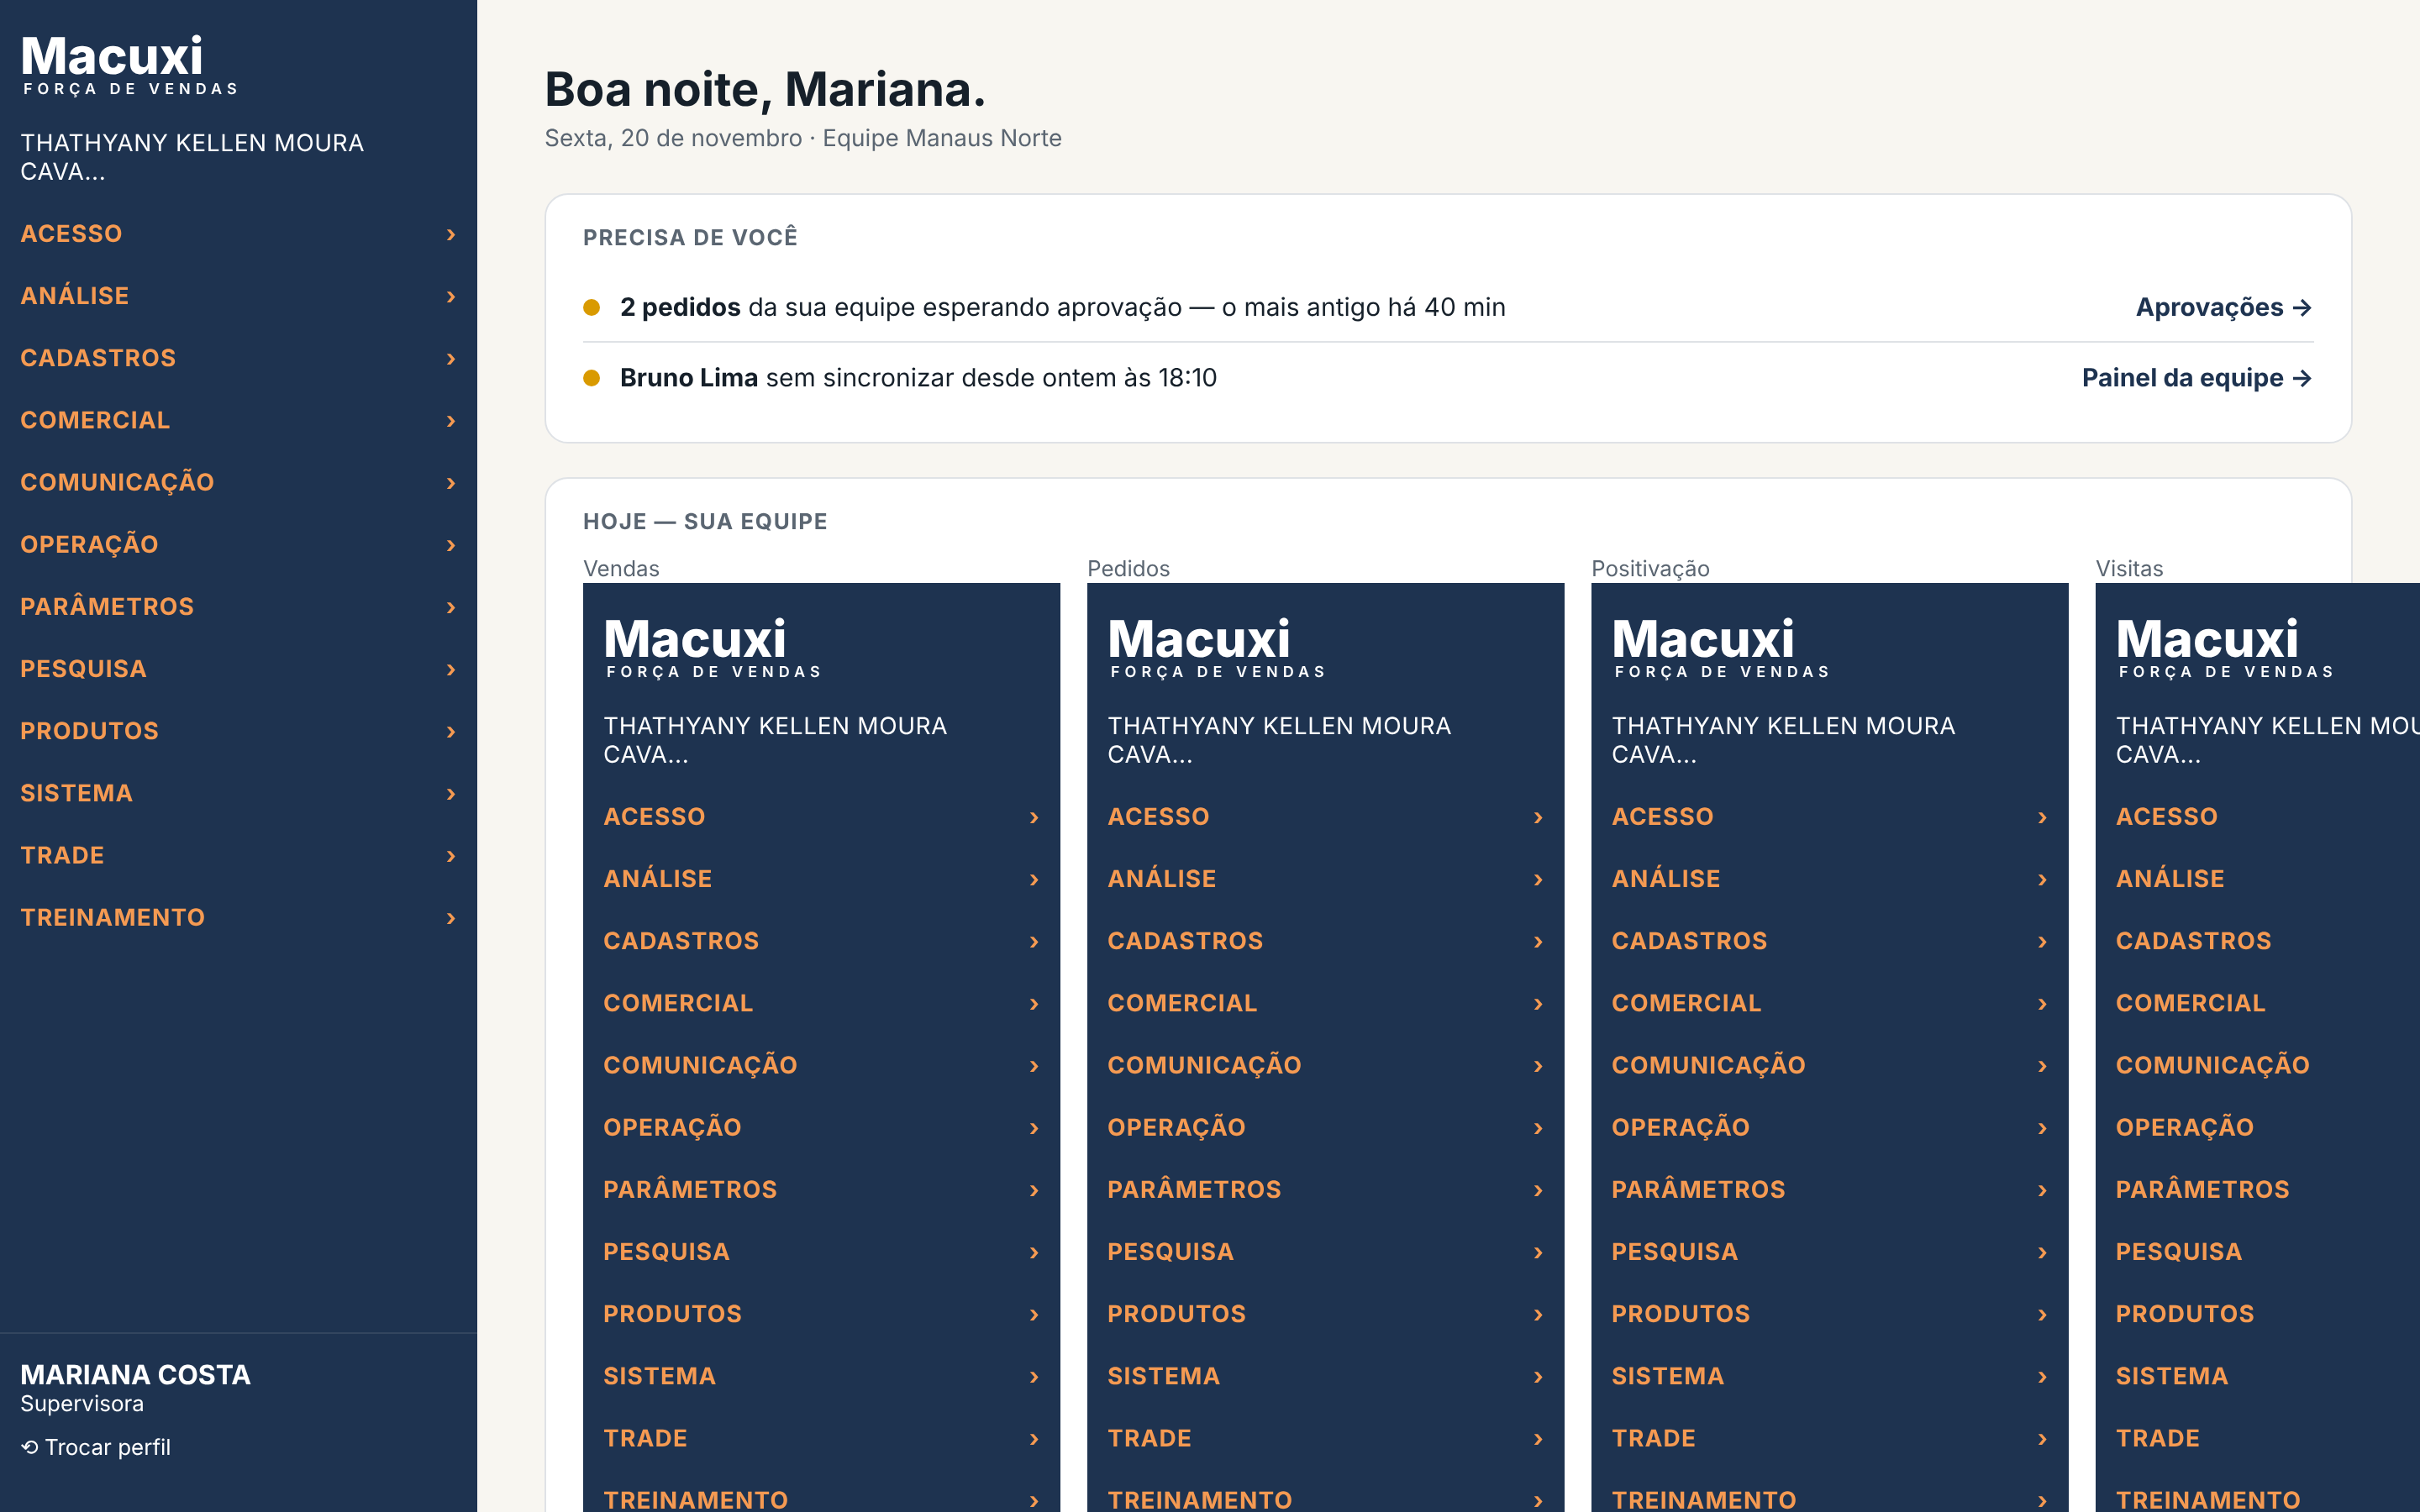 Macuxi
FORÇA DE VENDAS
THATHYANY KELLEN MOURA
CAVA...
ACESSO ›
ANÁLISE ›
CADASTROS ›
COMERCIAL ›
COMUNICAÇÃO ›
OPERAÇÃO ›
PARÂMETROS ›
PESQUISA ›
PRODUTOS ›
SISTEMA ›
TRADE ›
TREINAMENTO ›
MARIANA COSTA
Supervisora
⟲ Trocar perfil
Boa noite, Mariana.
Sexta, 20 de novembro · Equipe Manaus Norte
PRECISA DE VOCÊ
2 pedidos da sua equipe esperando aprovação — o mais antigo há 40 min Aprovações →
Bruno Lima sem sincronizar desde ontem às 18:10 Painel da equipe →
HOJE — SUA EQUIPE
Vendas
Macuxi
FORÇA DE VENDAS
THATHYANY KELLEN MOURA
CAVA...
ACESSO ›
ANÁLISE ›
CADASTROS ›
COMERCIAL ›
COMUNICAÇÃO ›
OPERAÇÃO ›
PARÂMETROS ›
PESQUISA ›
PRODUTOS ›
SISTEMA ›
TRADE ›
TREINAMENTO ›
Pedidos
Macuxi
FORÇA DE VENDAS
THATHYANY KELLEN MOURA
CAVA...
ACESSO ›
ANÁLISE ›
CADASTROS ›
COMERCIAL ›
COMUNICAÇÃO ›
OPERAÇÃO ›
PARÂMETROS ›
PESQUISA ›
PRODUTOS ›
SISTEMA ›
TRADE ›
TREINAMENTO ›
Positivação
Macuxi
FORÇA DE VENDAS
THATHYANY KELLEN MOURA
CAVA...
ACESSO ›
ANÁLISE ›
CADASTROS ›
COMERCIAL ›
COMUNICAÇÃO ›
OPERAÇÃO ›
PARÂMETROS ›
PESQUISA ›
PRODUTOS ›
SISTEMA ›
TRADE ›
TREINAMENTO ›
Visitas
Macuxi
FORÇA DE VENDAS
THATHYANY KELLEN
CAVA...
ACESSO
ANÁLISE
CADASTROS
COMERCIAL
COMUNICAÇÃO
OPERAÇÃO
PARÂMETROS
PESQUISA
PRODUTOS
SISTEMA
TRADE
TREINAMENTO